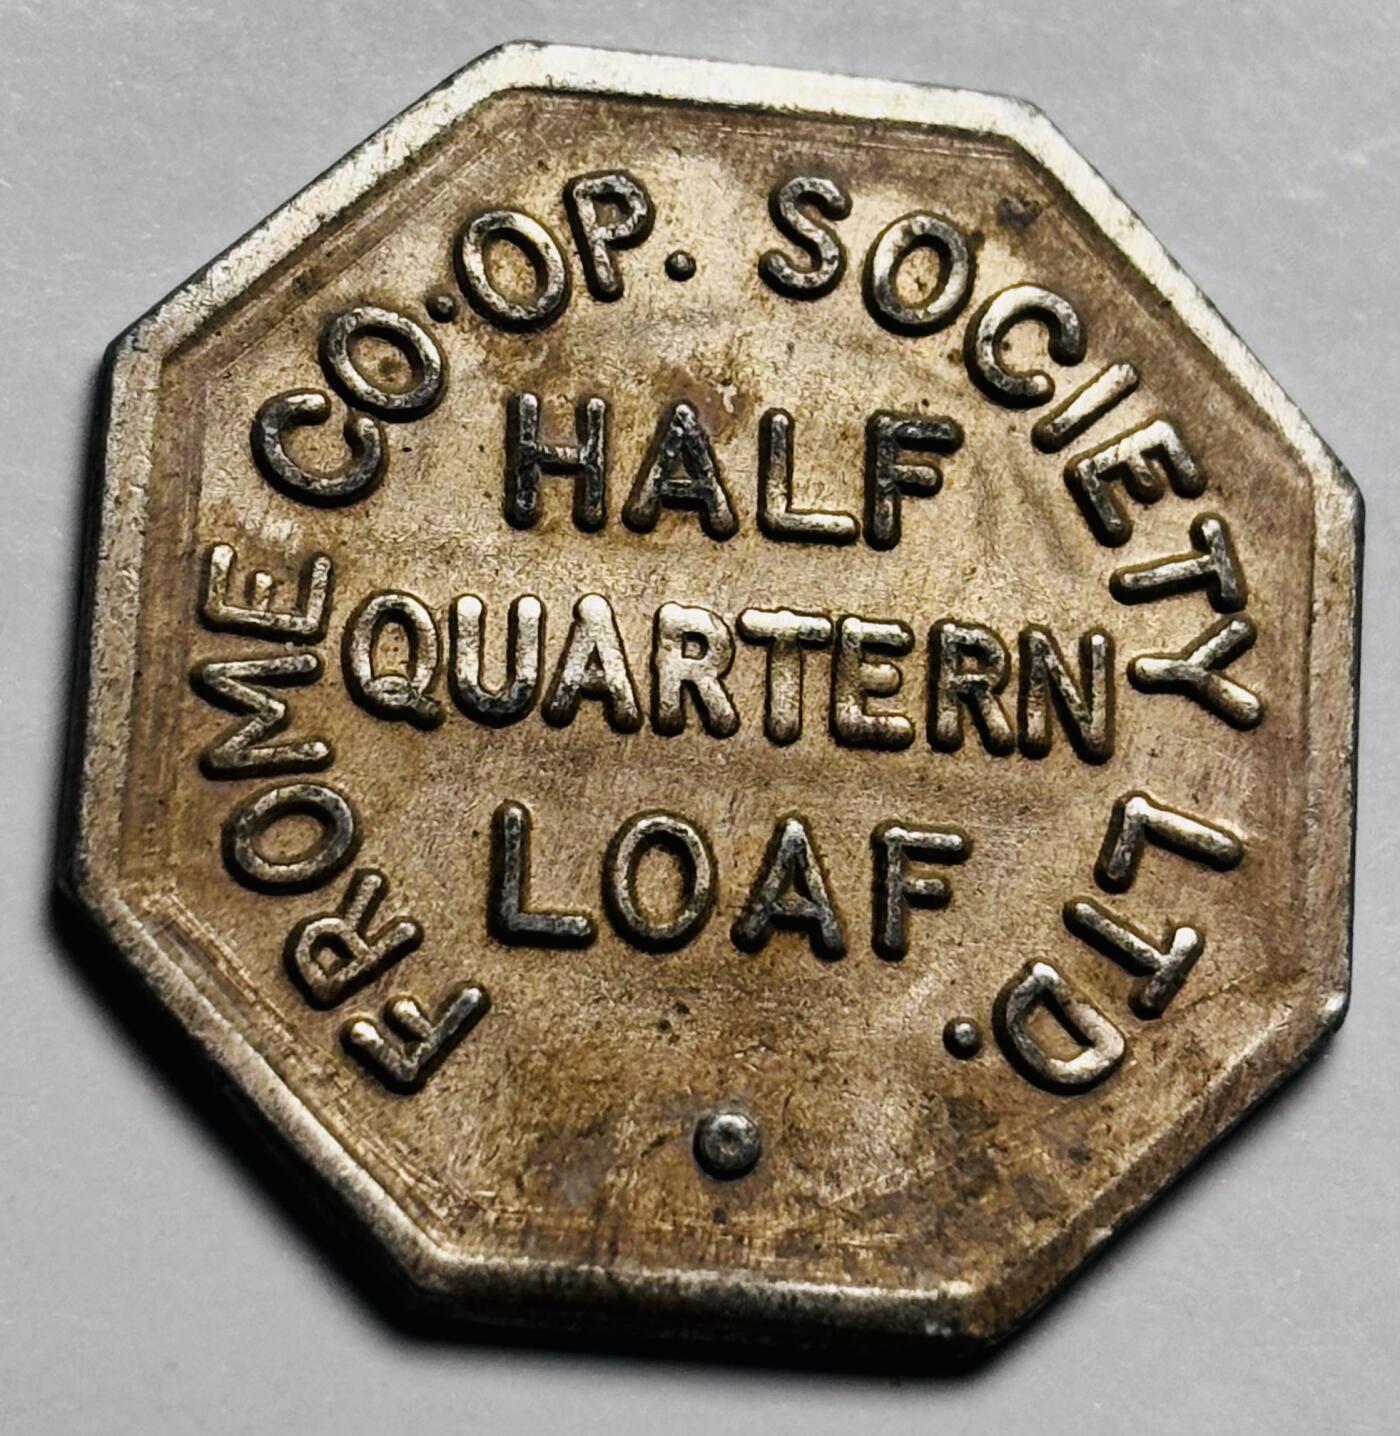 FROME CO·OP. SOCIETY LTD.
HALF
QUARTERN
LOAF